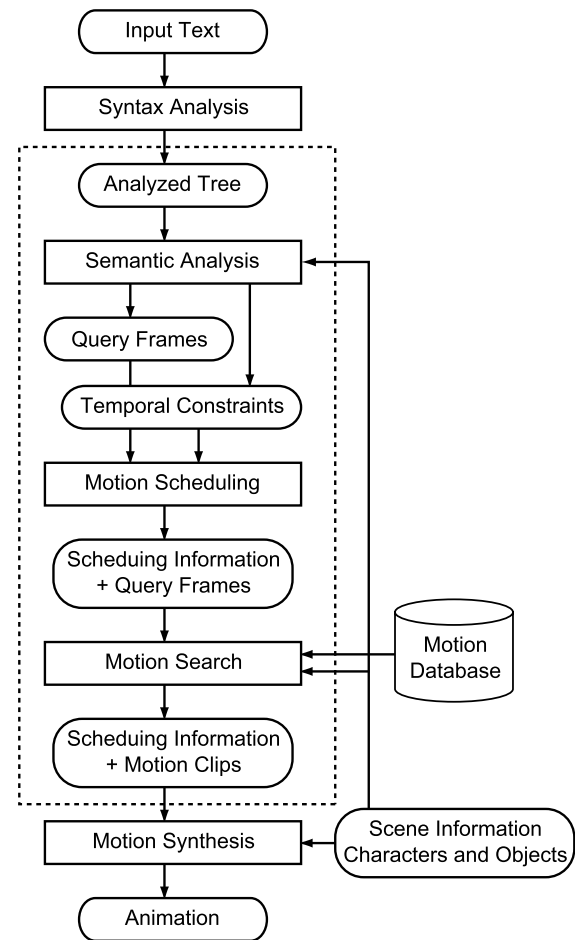 Input Text
Syntax Analysis
Analyzed Tree
Semantic Analysis
Query Frames
Temporal Constraints
Motion Scheduling
Scheduing Information
+ Query Frames
Motion Search
Motion
Database
Scheduing Information
+ Motion Clips
Motion Synthesis
Scene Information
Characters and Objects
Animation